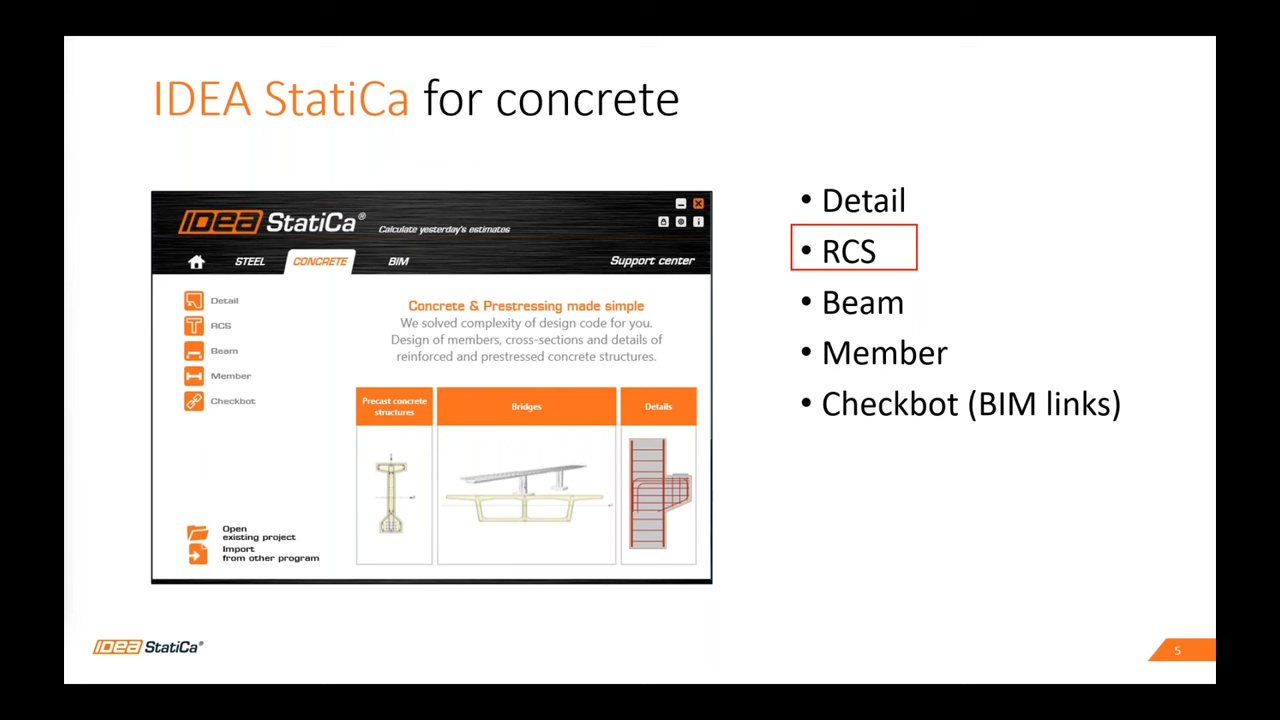 IDEA StatiCa for concrete
IDEA StatiCa®
Calculate yesterday's estimates
STEEL
CONCRETE
BIM
Support center
Detail
RCS
Beam
Member
Checkbot
Concrete & Prestressing made simple
We solved complexity of design code for you.
Design of members, cross-sections and details of
reinforced and prestressed concrete structures.
Precast concrete
structures
Bridges
Details
Open
existing project
Import
from other program
• Detail
• RCS
• Beam
• Member
• Checkbot (BIM links)
IDEA StatiCa®
5